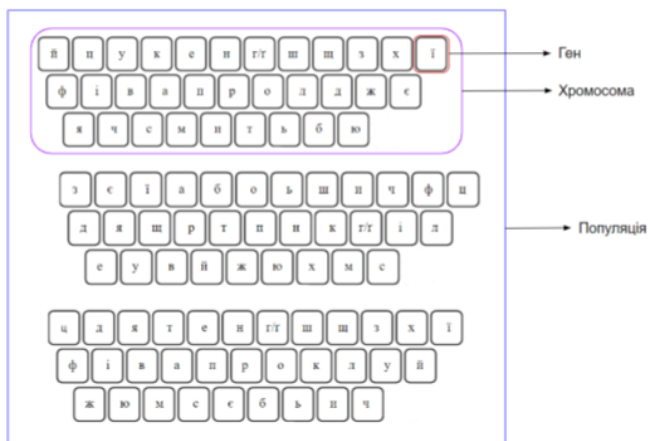 й ц у к е н г/ґ ш щ з х ї
Ген
ф і в а п р о л д ж є
Хромосома
я ч с м и т ь б ю
з є ї а б о ь ш и ч ф ц
д я щ р т п н к г/ґ і л
Популяція
е у в й ж ю х м с
ц д я т е н г/ґ ш щ з х ї
ф і в а п р о к л у й
ж ю м с є б ь и ч